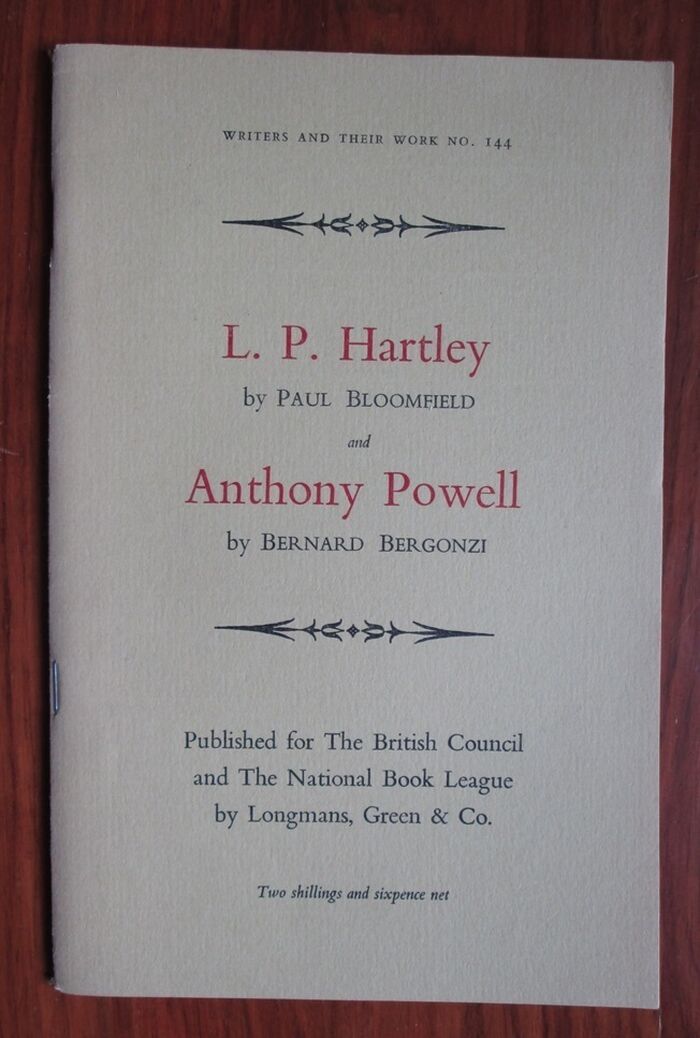 WRITERS AND THEIR WORK NO. 144
L. P. Hartley
by PAUL BLOOMFIELD
and
Anthony Powell
by BERNARD BERGONZI
Published for The British Council
and The National Book League
by Longmans, Green & Co.
Two shillings and sixpence net